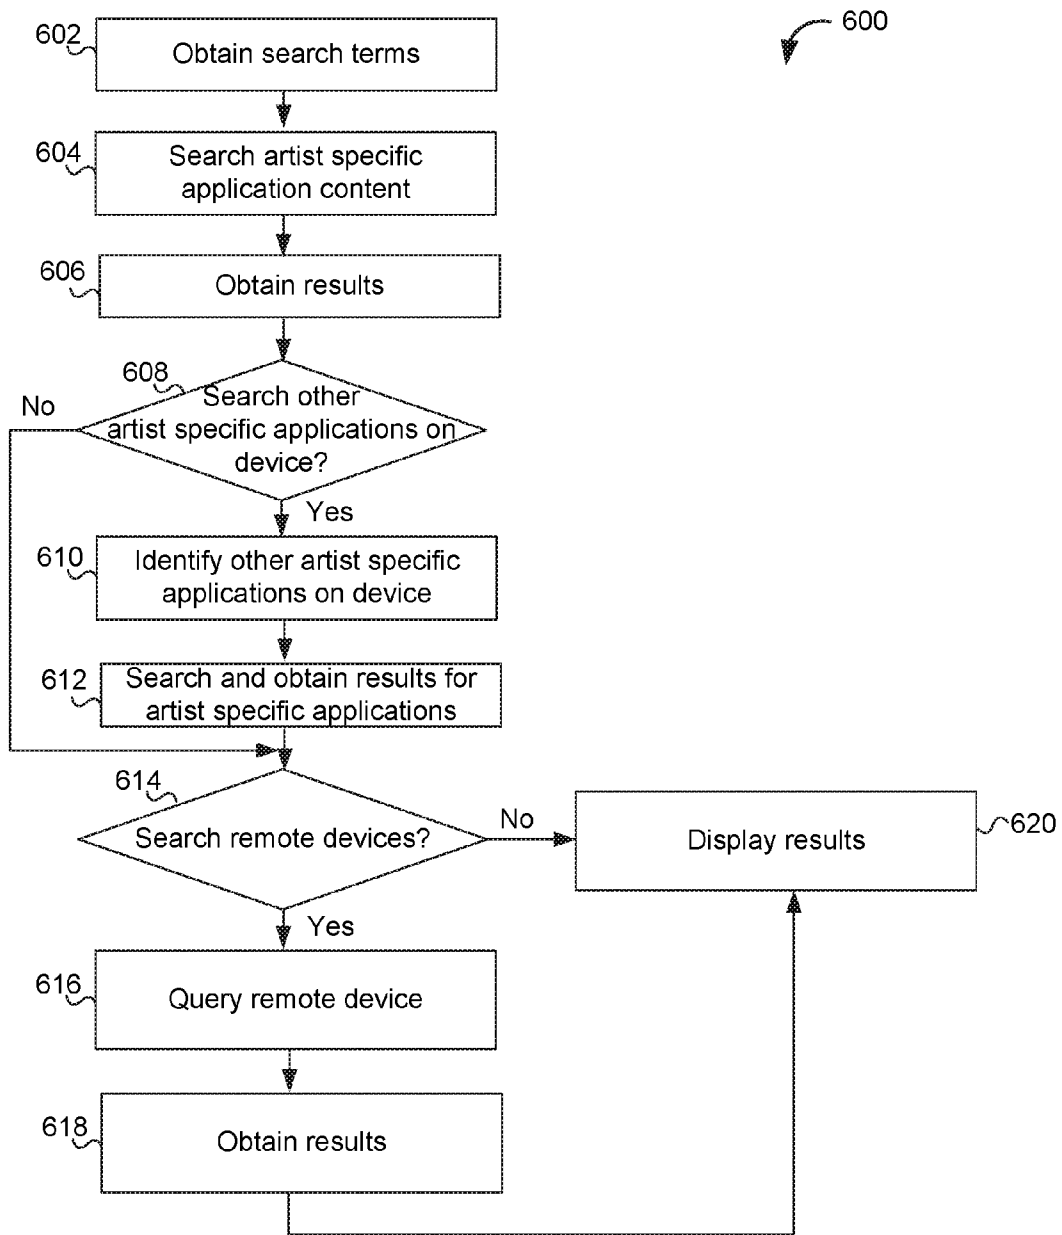 600
602
Obtain search terms
604
Search artist specific
application content
606
Obtain results
608
Search other
artist specific applications on
device?
No
Yes
610
Identify other artist specific
applications on device
612
Search and obtain results for
artist specific applications
614
Search remote devices?
No
Display results
620
Yes
616
Query remote device
618
Obtain results